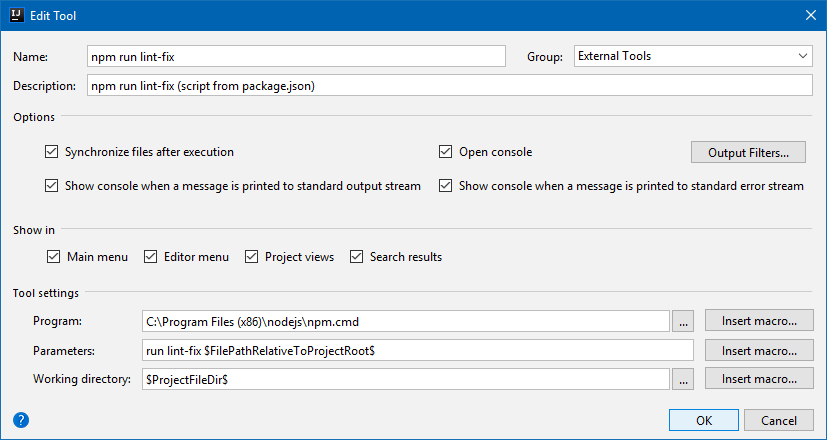 IJ Edit Tool
Name: npm run lint-fix Group: External Tools
Description: npm run lint-fix (script from package.json)
Options
Synchronize files after execution Open console Output Filters...
Show console when a message is printed to standard output stream Show console when a message is printed to standard error stream
Show in
Main menu Editor menu Project views Search results
Tool settings
Program: C:\Program Files (x86)\nodejs\npm.cmd ... Insert macro...
Parameters: run lint-fix $FilePathRelativeToProjectRoot$ Insert macro...
Working directory: $ProjectFileDir$ ... Insert macro...
? OK Cancel